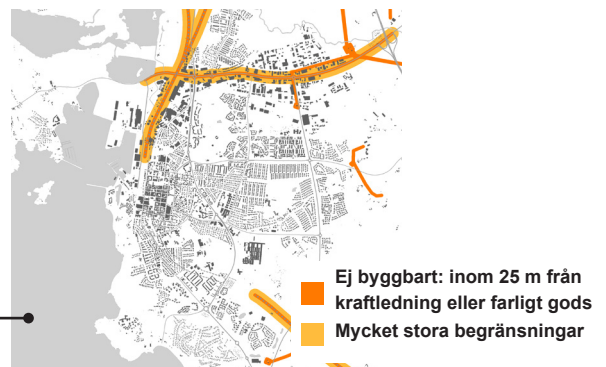 Ej byggbart: inom 25 m från
kraftledning eller farligt gods
Mycket stora begränsningar